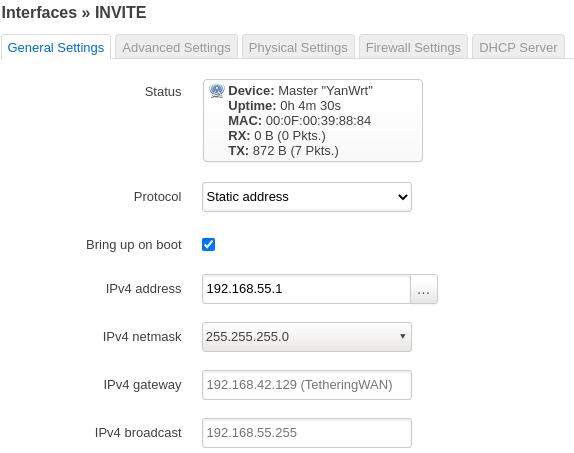 Interfaces » INVITE
General Settings
Advanced Settings
Physical Settings
Firewall Settings
DHCP Server
Status
Device: Master "YanWrt"
Uptime: 0h 4m 30s
MAC: 00:0F:00:39:88:84
RX: 0 B (0 Pkts.)
TX: 872 B (7 Pkts.)
Protocol
Static address
Bring up on boot
IPv4 address
192.168.55.1
...
IPv4 netmask
255.255.255.0
IPv4 gateway
192.168.42.129 (TetheringWAN)
IPv4 broadcast
192.168.55.255